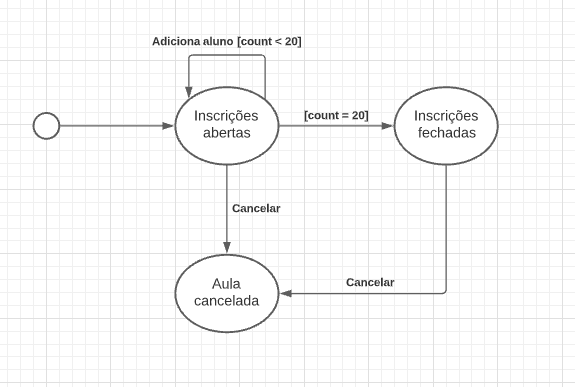 Adiciona aluno [count < 20]
Inscrições
abertas
[count = 20]
Inscrições
fechadas
Cancelar
Aula
cancelada
Cancelar